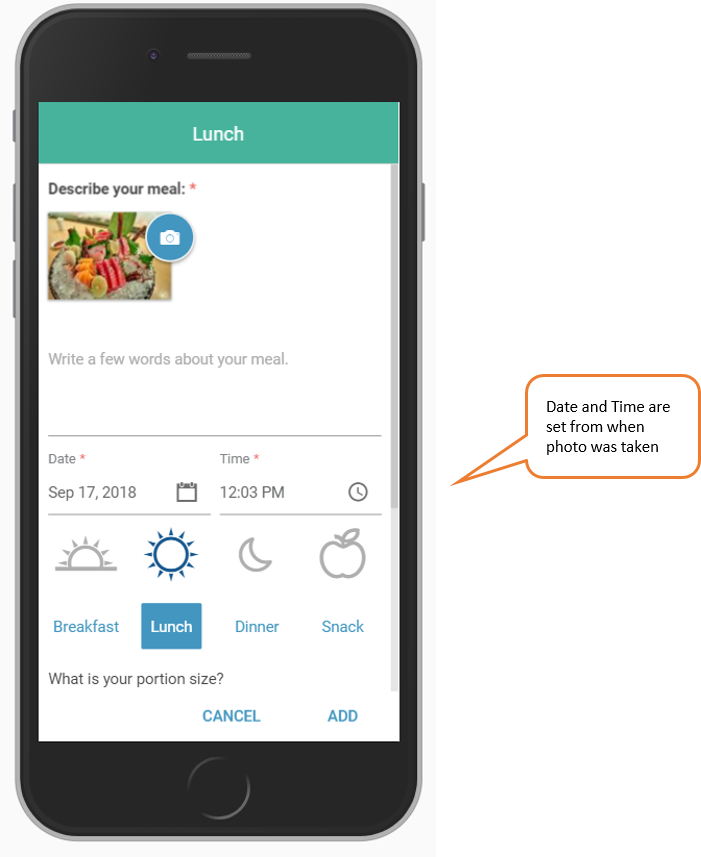 Lunch
Describe your meal: *
Write a few words about your meal.
Date *
Time *
Sep 17, 2018
12:03 PM
Date and Time are
set from when
photo was taken
Breakfast
Lunch
Dinner
Snack
What is your portion size?
CANCEL
ADD